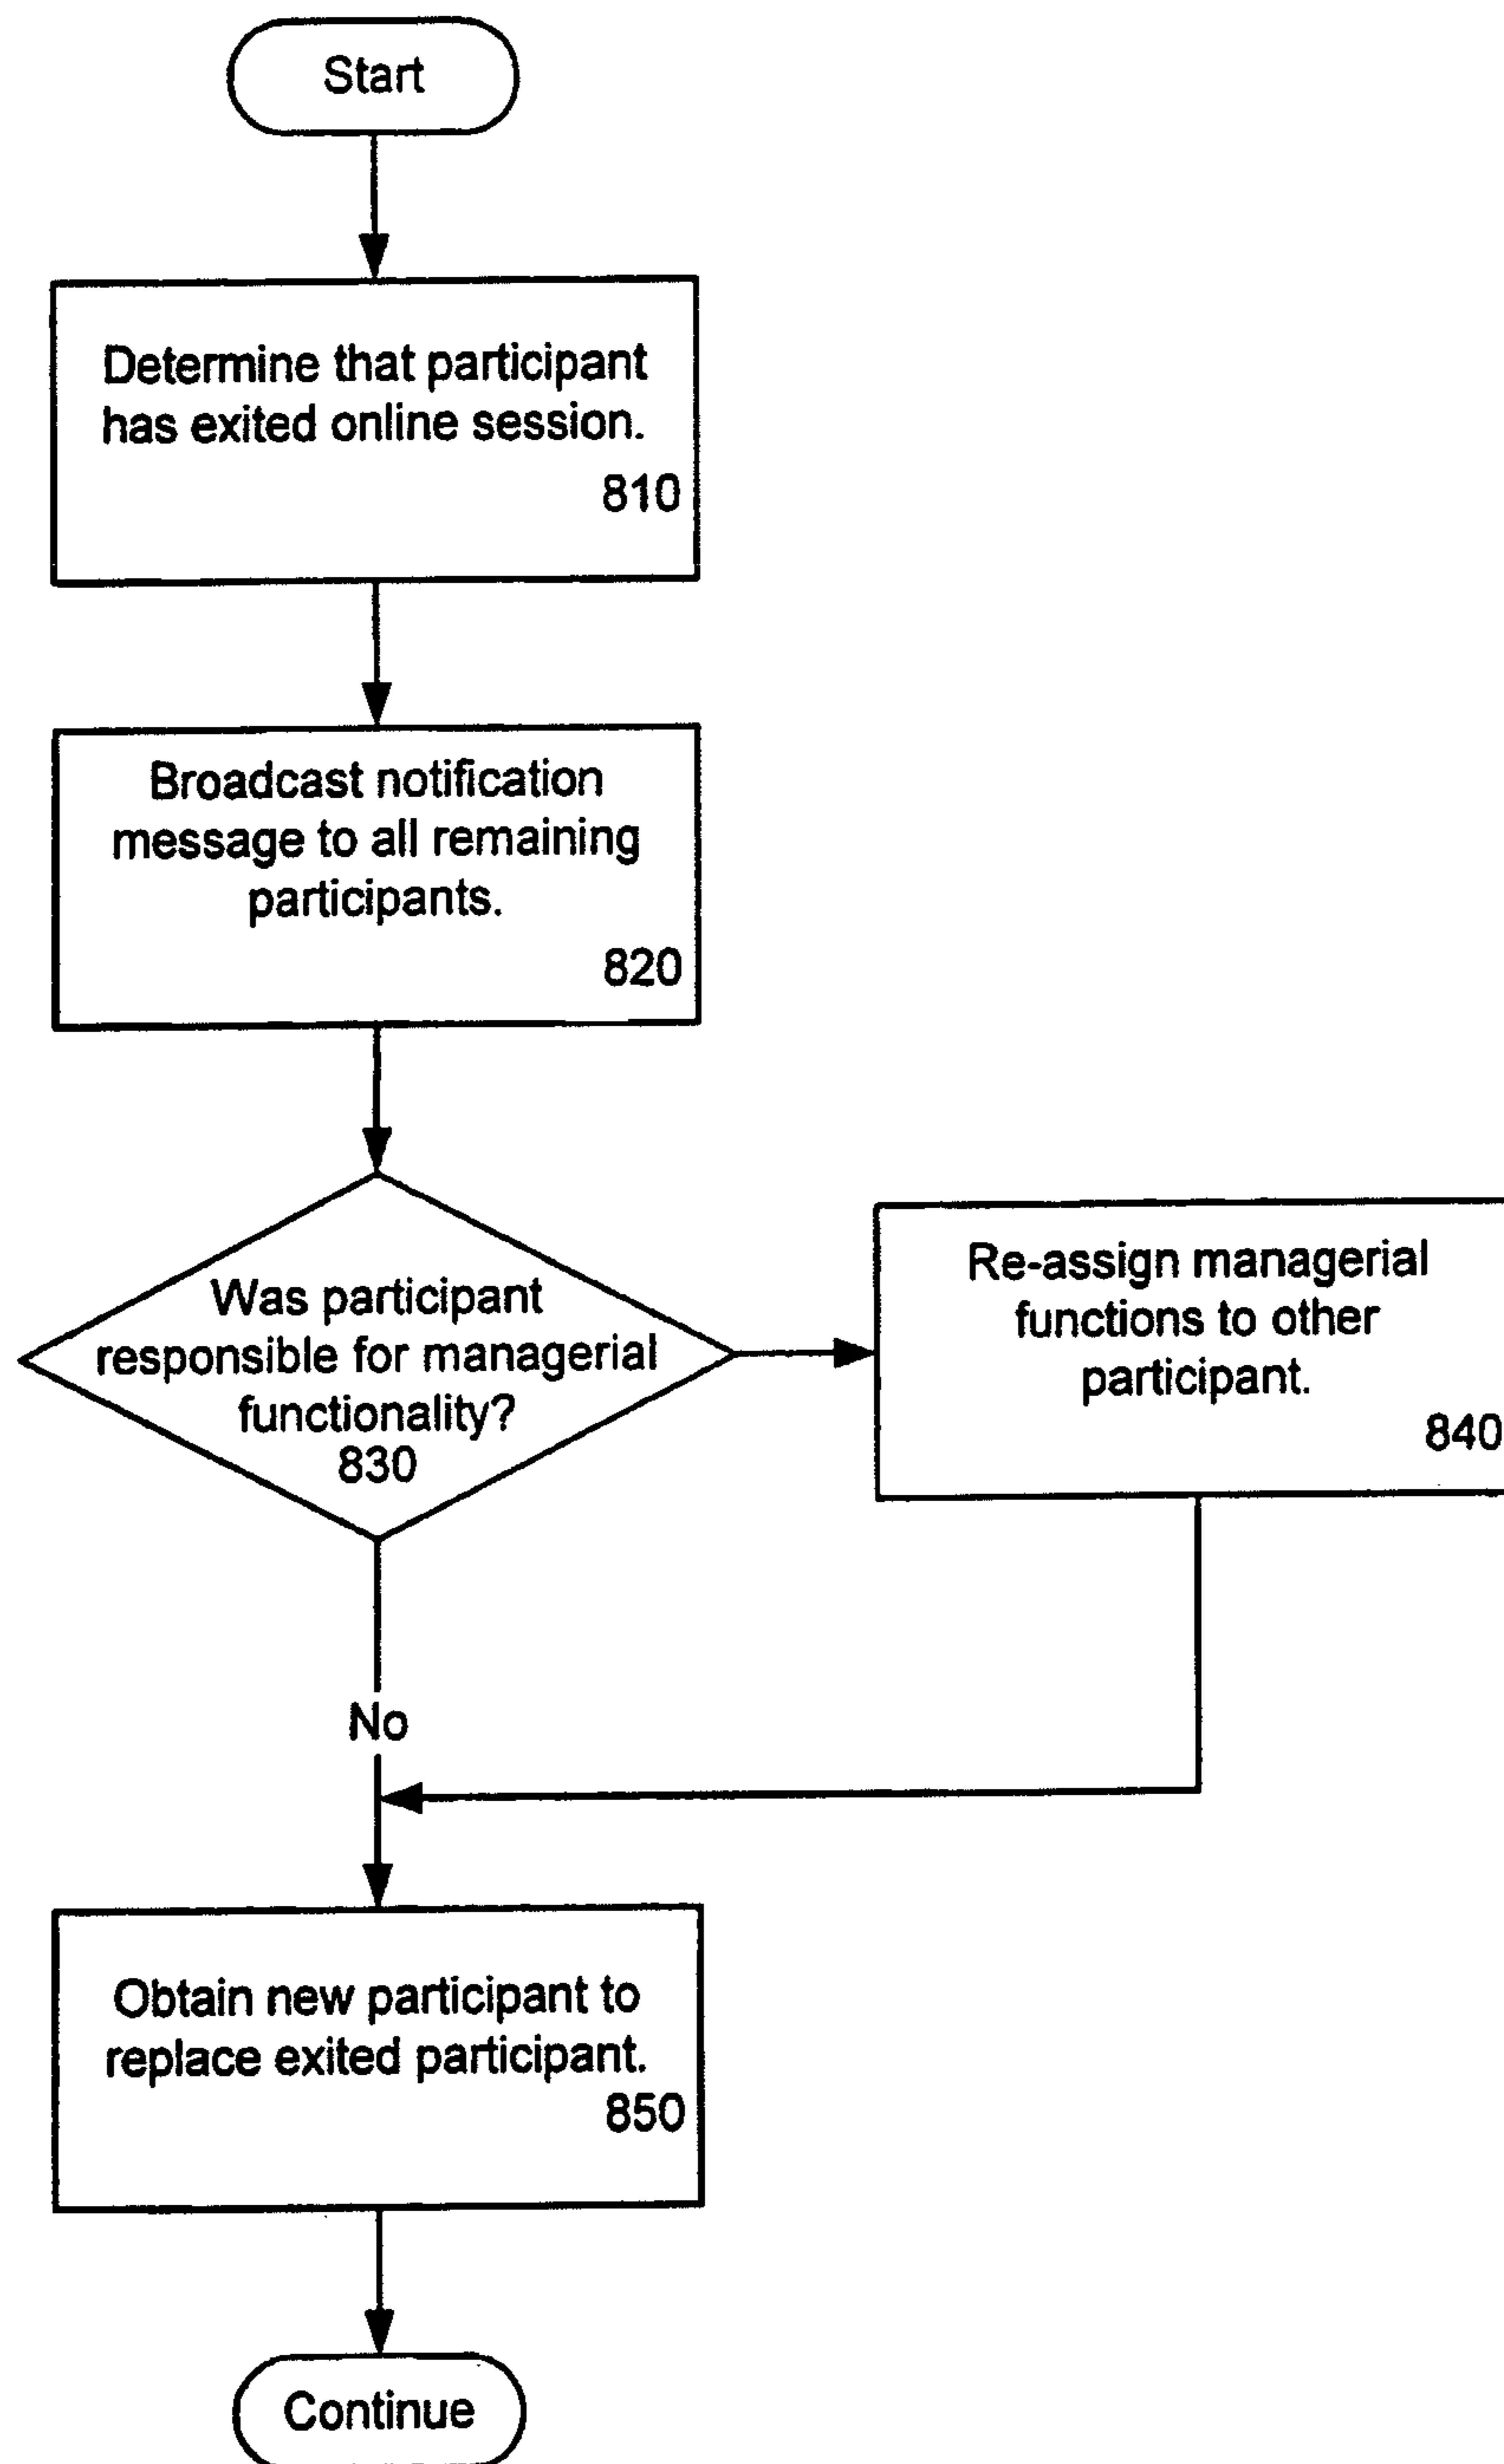 Start
Determine that participant
has exited online session.
810
Broadcast notification
message to all remaining
participants.
820
Was participant
responsible for managerial
functionality?
830
Re-assign managerial
functions to other
participant.
840
No
Obtain new participant to
replace exited participant.
850
Continue